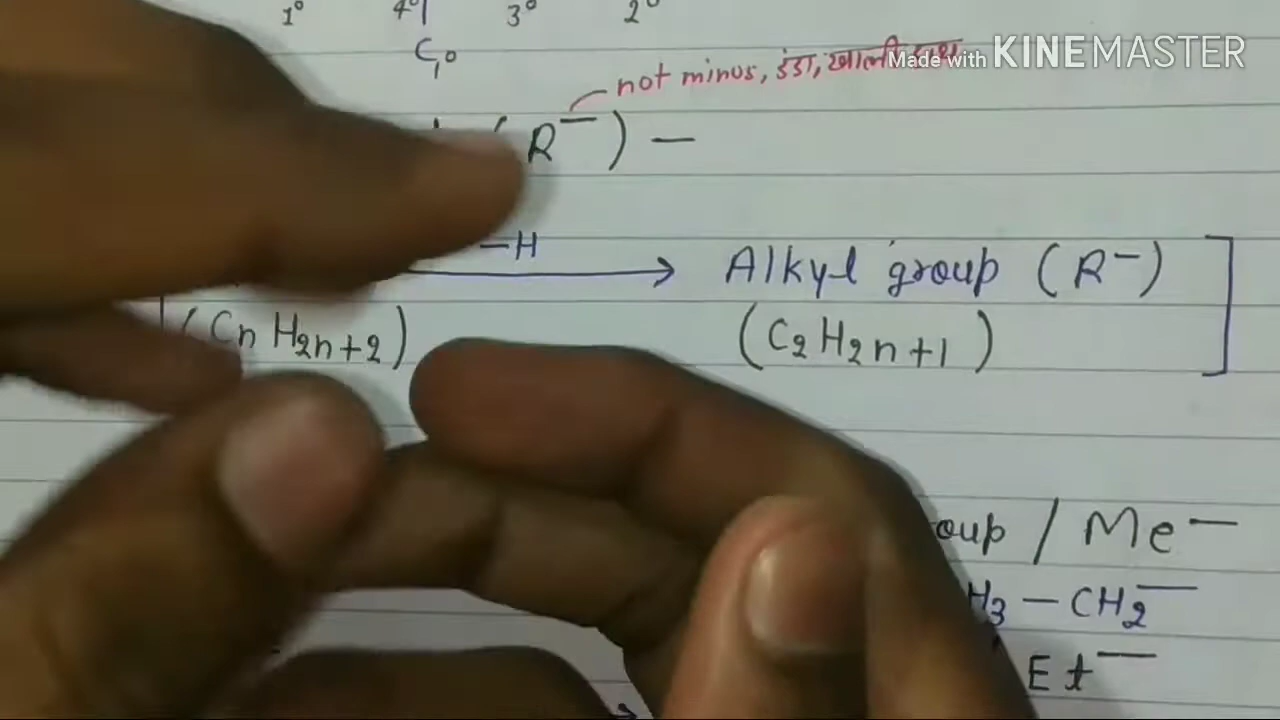 1° 4° 3° 2°
C 1°
not minus, डंडा, खाली हाथ
Made with KINEMASTER
(R—) —
—H
Alkyl group (R—)
(CnH2n+2)
(C2H2n+1)
oup / Me—
H3 — CH2—
Et—